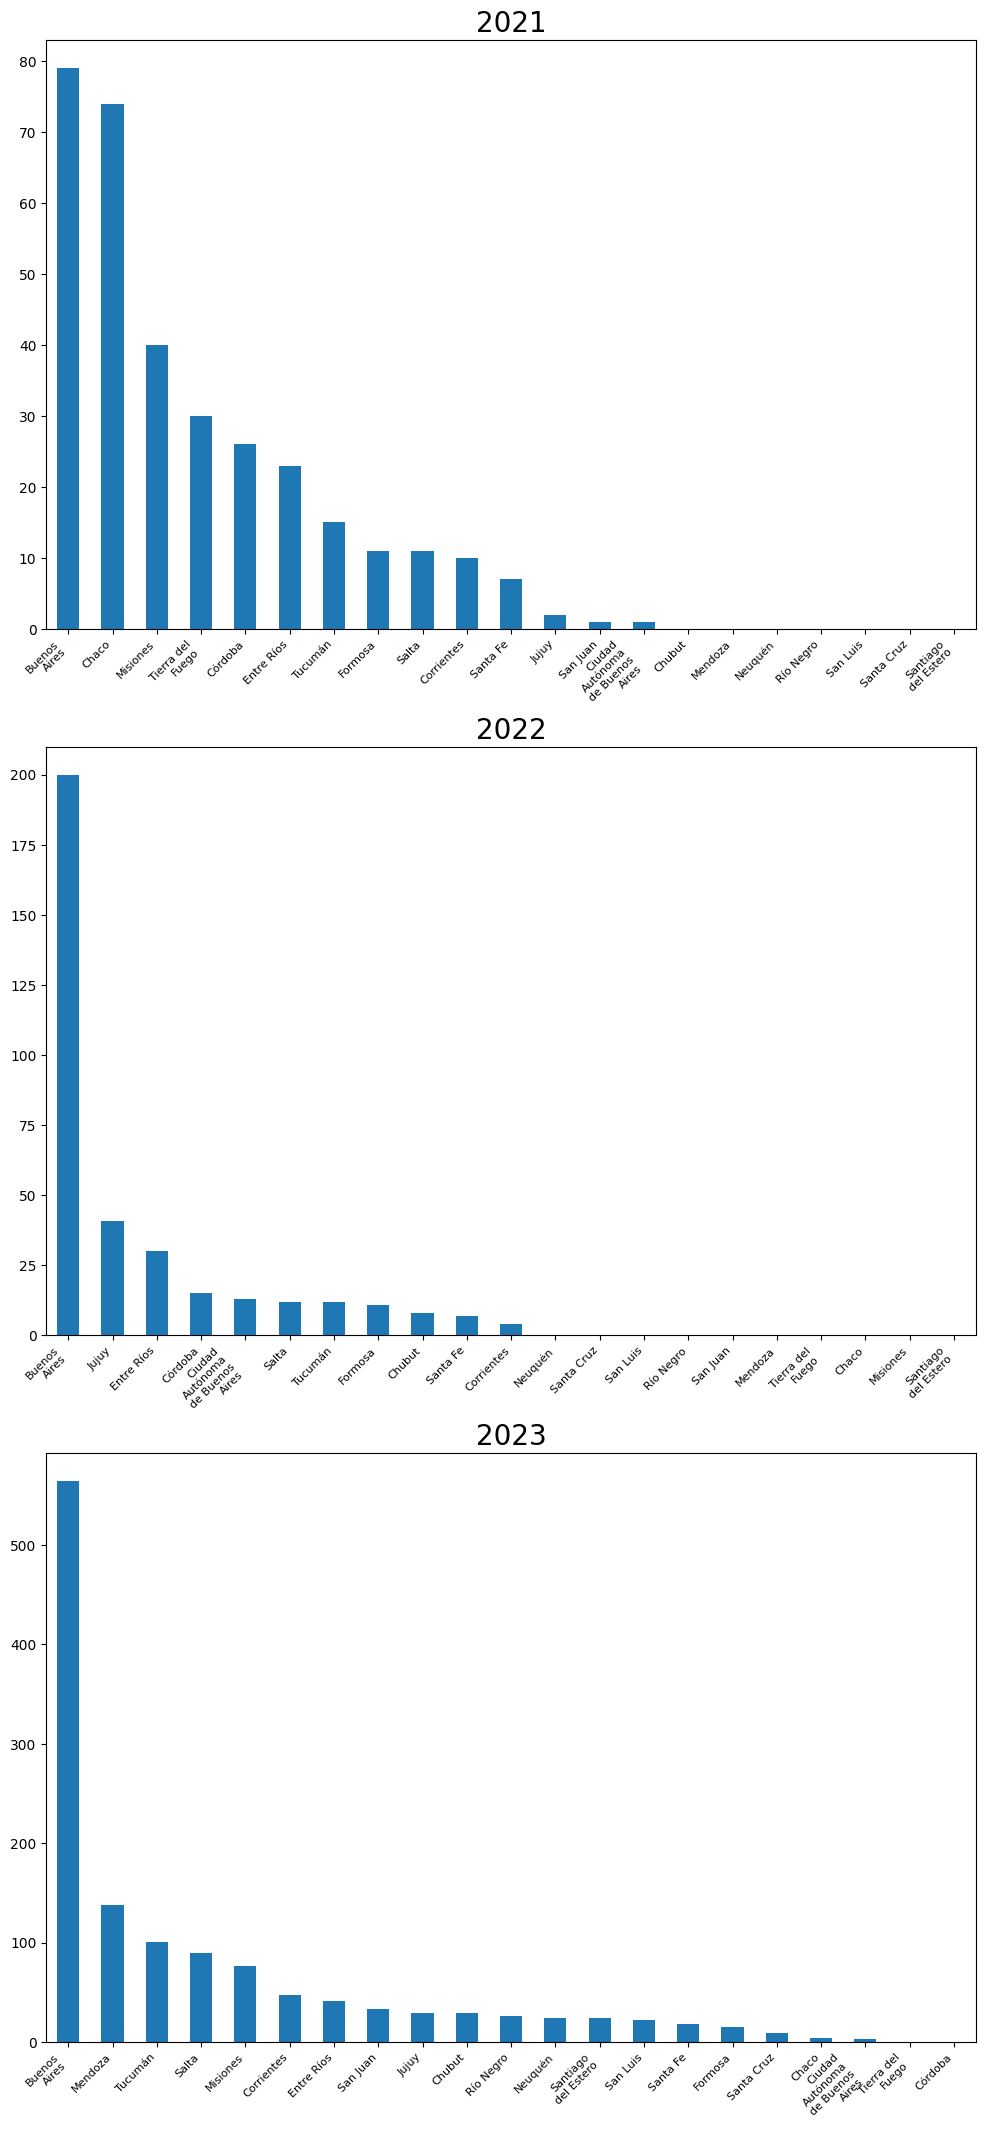 2021
80
70
60
50
40
30
20
10
0
Buenos
Aires
Chaco
Misiones
Tierra del
Fuego
Córdoba
Entre Ríos
Tucumán
Formosa
Salta
Corrientes
Santa Fe
Jujuy
San Juan
Ciudad
Autónoma
de Buenos
Aires
Chubut
Mendoza
Neuquén
Río Negro
San Luis
Santa Cruz
Santiago
del Estero
2022
200
175
150
125
100
75
50
25
0
Buenos
Aires
Jujuy
Entre Ríos
Córdoba
Ciudad
Autónoma
de Buenos
Aires
Salta
Tucumán
Formosa
Chubut
Santa Fe
Corrientes
Neuquén
Santa Cruz
San Luis
Río Negro
San Juan
Mendoza
Tierra del
Fuego
Chaco
Misiones
Santiago
del Estero
2023
500
400
300
200
100
0
Buenos
Aires
Mendoza
Tucumán
Salta
Misiones
Corrientes
Entre Ríos
San Juan
Jujuy
Chubut
Río Negro
Neuquén
Santiago
del Estero
San Luis
Santa Fe
Formosa
Santa Cruz
Chaco
Ciudad
Autónoma
de Buenos
Aires
Tierra del
Fuego
Córdoba